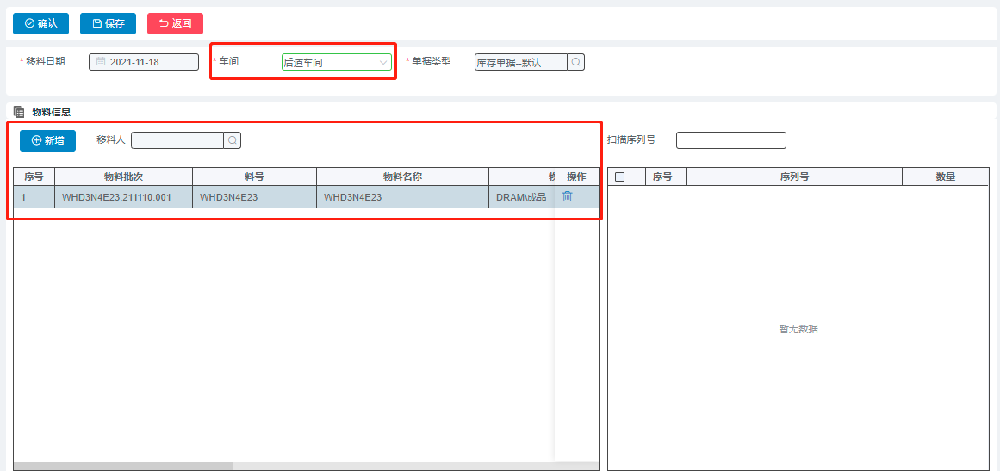 确认 保存 返回
* 移料日期 2021-11-18 * 车间 后道车间 * 单据类型 库存单据--默认
物料信息
新增 移料人 扫描序列号
序号 物料批次 料号 物料名称 操作 序号 序列号 数量
1 WHD3N4E23.211110.001 WHD3N4E23 WHD3N4E23 DRAM\成品
暂无数据